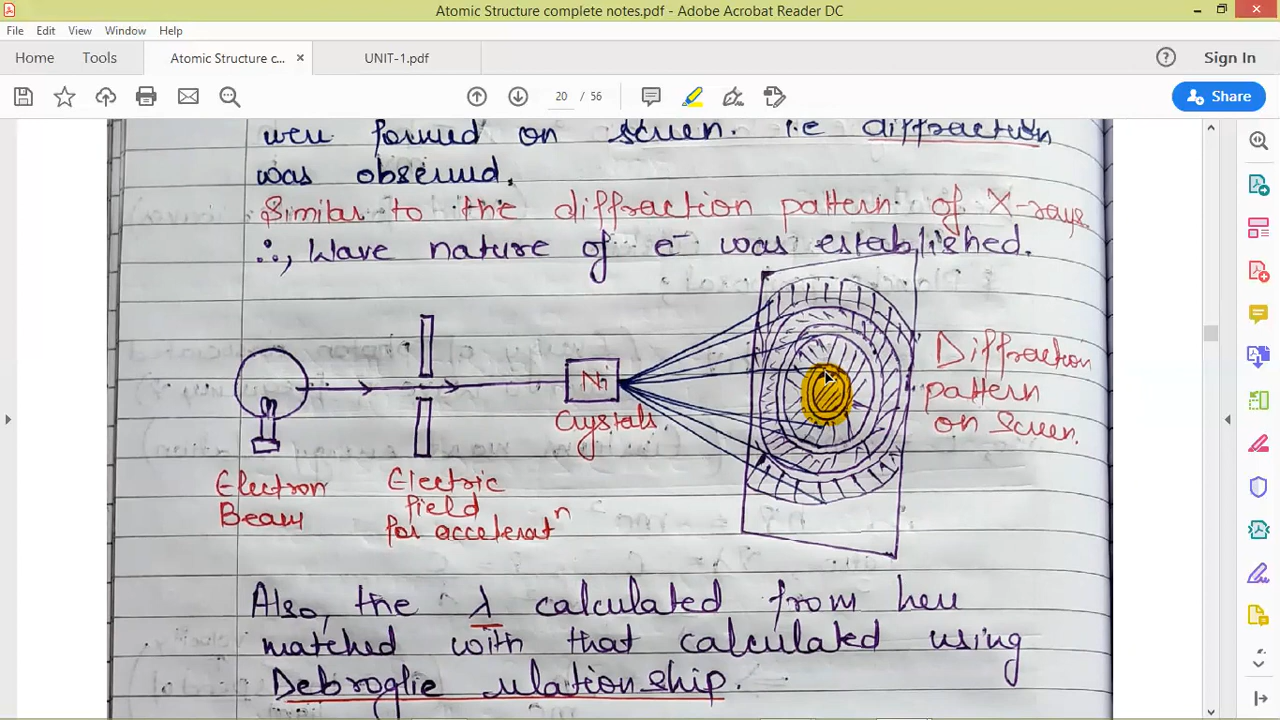 Atomic Structure complete notes.pdf - Adobe Acrobat Reader DC
File Edit View Window Help
Home Tools Atomic Structure c... × UNIT-1.pdf Sign In
20 / 56 Share
were formed on screen. i.e diffraction
was observed.
Similar to the diffraction pattern of X-rays.
∴, Wave nature of e⁻ was established.
Ni
Crystals.
Diffraction
pattern
on screen.
Electron
Beam
Electric
field
for acceleratⁿ
Also, the λ calculated from here
matched with that calculated using
Debroglie relationship.